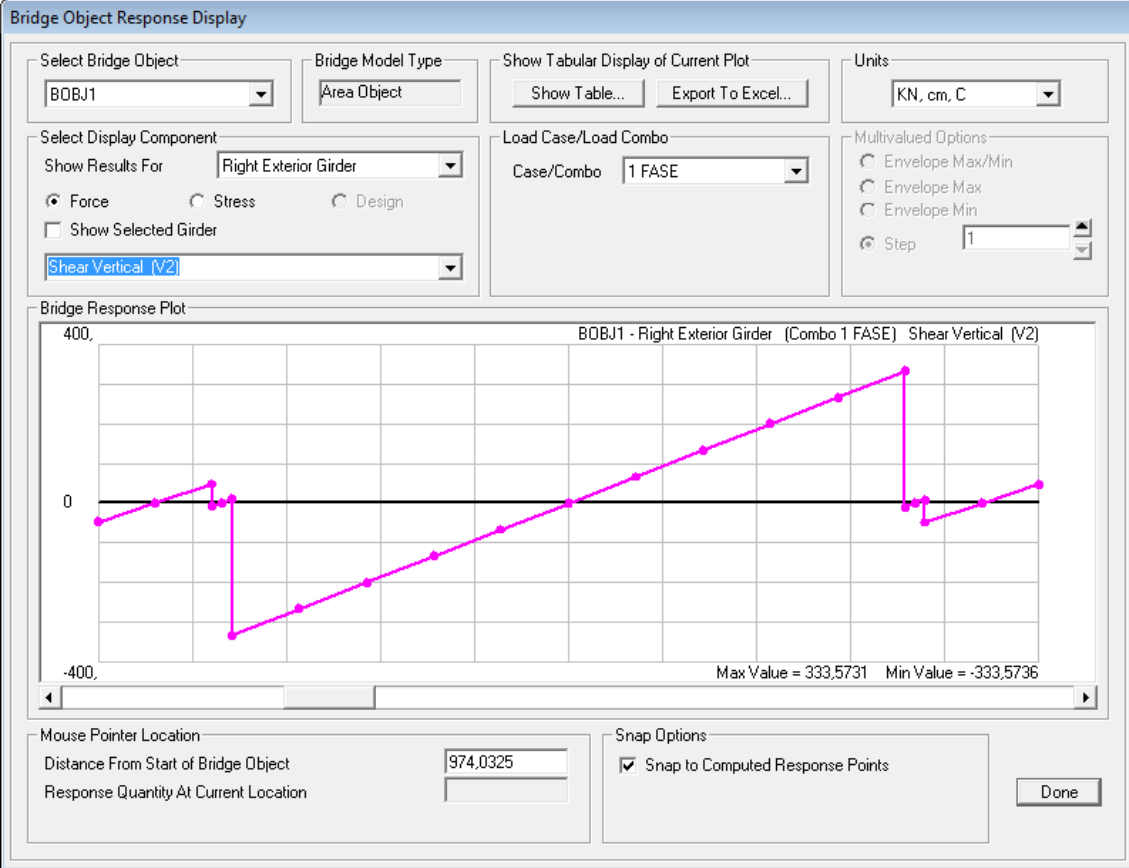 Bridge Object Response Display
Select Bridge Object
BOBJ1
Bridge Model Type
Area Object
Show Tabular Display of Current Plot
Show Table...
Export To Excel...
Units
KN, cm, C
Select Display Component
Show Results For
Right Exterior Girder
Force
Stress
Design
Show Selected Girder
Shear Vertical (V2)
Load Case/Load Combo
Case/Combo
1 FASE
Multivalued Options
Envelope Max/Min
Envelope Max
Envelope Min
Step
1
Bridge Response Plot
400,
BOBJ1 - Right Exterior Girder (Combo 1 FASE) Shear Vertical (V2)
0
-400,
Max Value = 333,5731 Min Value = -333,5736
Mouse Pointer Location
Distance From Start of Bridge Object
974,0325
Response Quantity At Current Location
Snap Options
Snap to Computed Response Points
Done